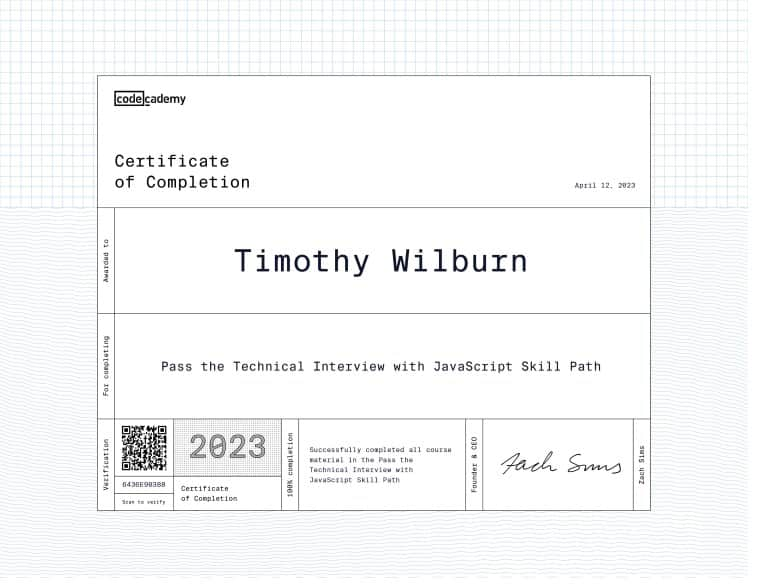 codecademy
Certificate
of Completion
April 12, 2023
Awarded to
Timothy Wilburn
For completing
Pass the Technical Interview with JavaScript Skill Path
Verification
6436E903B8
Scan to verify
2023
Certificate
of Completion
100% completion
Successfully completed all course
material in the Pass the
Technical Interview with
JavaScript Skill Path
Founder & CEO
Zach Sims
Zach Sims